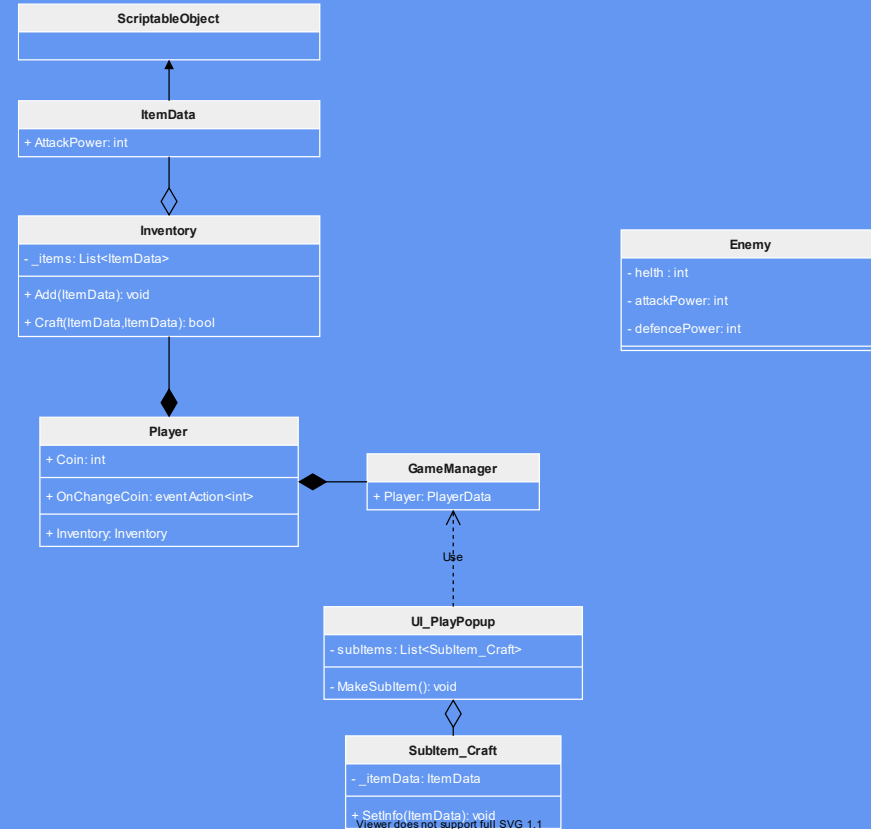 ScriptableObject
ItemData
+ AttackPower: int
Inventory
- _items: List<ItemData>
+ Add(ItemData): void
+ Craft(ItemData,ItemData): bool
Enemy
- helth : int
- attackPower: int
- defencePower: int
Player
+ Coin: int
+ OnChangeCoin: eventAction<int>
+ Inventory: Inventory
GameManager
+ Player: PlayerData
Use
UI_PlayPopup
- subItems: List<SubItem_Craft>
- MakeSubItem(): void
SubItem_Craft
- _itemData: ItemData
+ SetInfo(ItemData): void
Viewer does not support full SVG 1.1